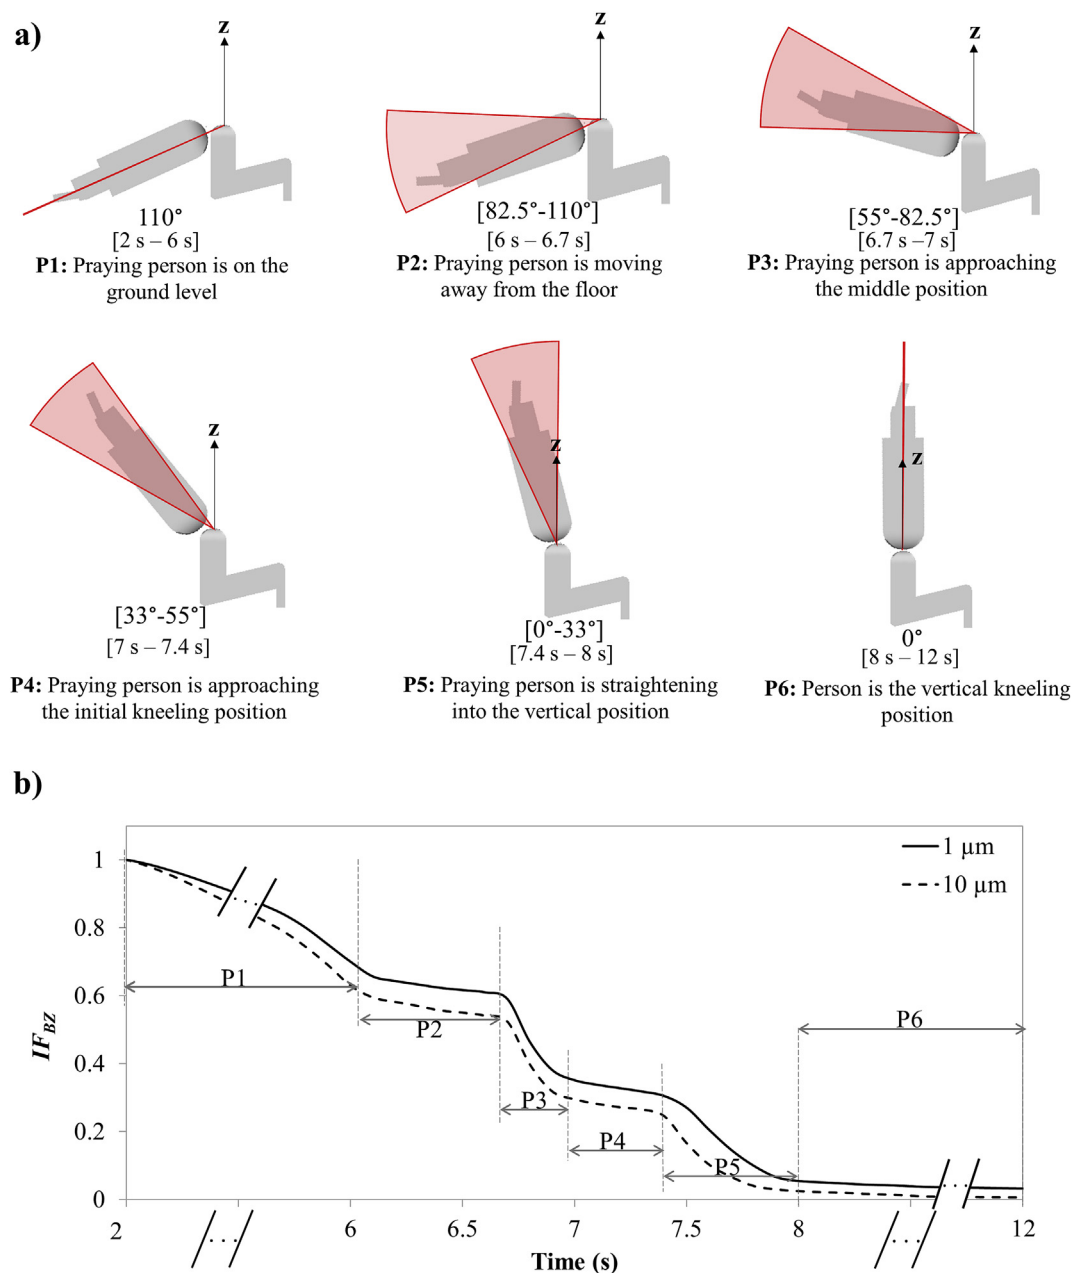 a)
z
z
z
110°
[2 s – 6 s]
P1: Praying person is on the
ground level
[82.5°-110°]
[6 s – 6.7 s]
P2: Praying person is moving
away from the floor
[55°-82.5°]
[6.7 s –7 s]
P3: Praying person is approaching
the middle position
z
z
z
[33°-55°]
[7 s – 7.4 s]
P4: Praying person is approaching
the initial kneeling position
[0°-33°]
[7.4 s – 8 s]
P5: Praying person is straightening
into the vertical position
0°
[8 s – 12 s]
P6: Person is the vertical kneeling
position
b)
1 µm
10 µm
IFBZ
1
0.8
0.6
0.4
0.2
0
P1
P2
P3
P4
P5
P6
2
...
6
6.5
7
7.5
8
...
12
Time (s)